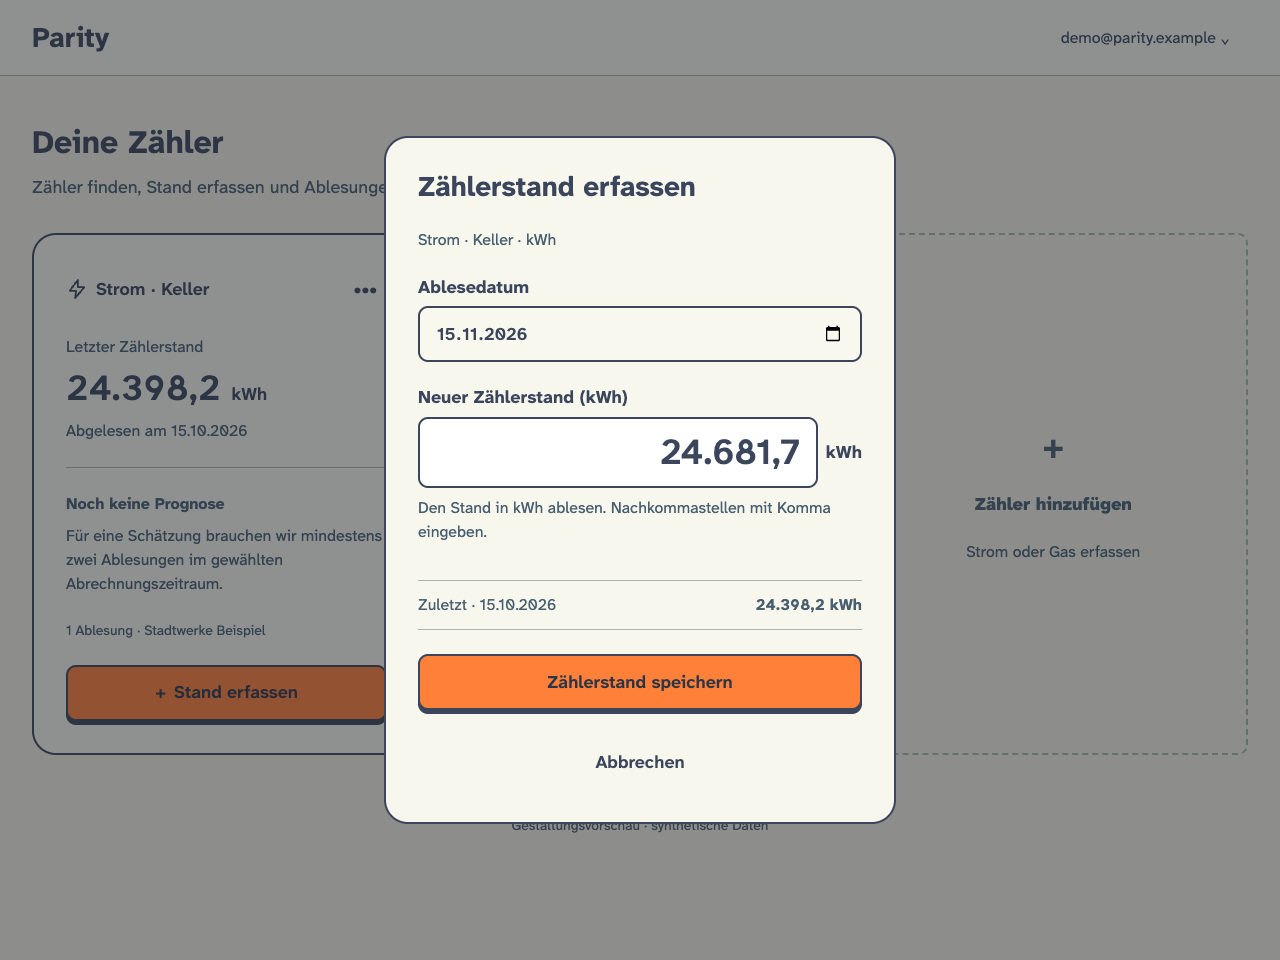 Parity
demo@parity.example
Deine Zähler
Zähler finden, Stand erfassen und
Strom · Keller
Letzter Zählerstand
24.398,2 kWh
Abgelesen am 15.10.2026
Noch keine Prognose
Für eine Schätzung brauchen wir mindestens
zwei Ablesungen im gewählten
Abrechnungszeitraum.
1 Ablesung · Stadtwerke Beispiel
+ Stand erfassen
Zählerstand erfassen
Strom · Keller · kWh
Ablesedatum
15.11.2026
Neuer Zählerstand (kWh)
24.681,7 kWh
Den Stand in kWh ablesen. Nachkommastellen mit Komma
eingeben.
Zuletzt · 15.10.2026 24.398,2 kWh
Zählerstand speichern
Abbrechen
+
Zähler hinzufügen
Strom oder Gas erfassen
Gestaltungsvorschau · synthetische Daten